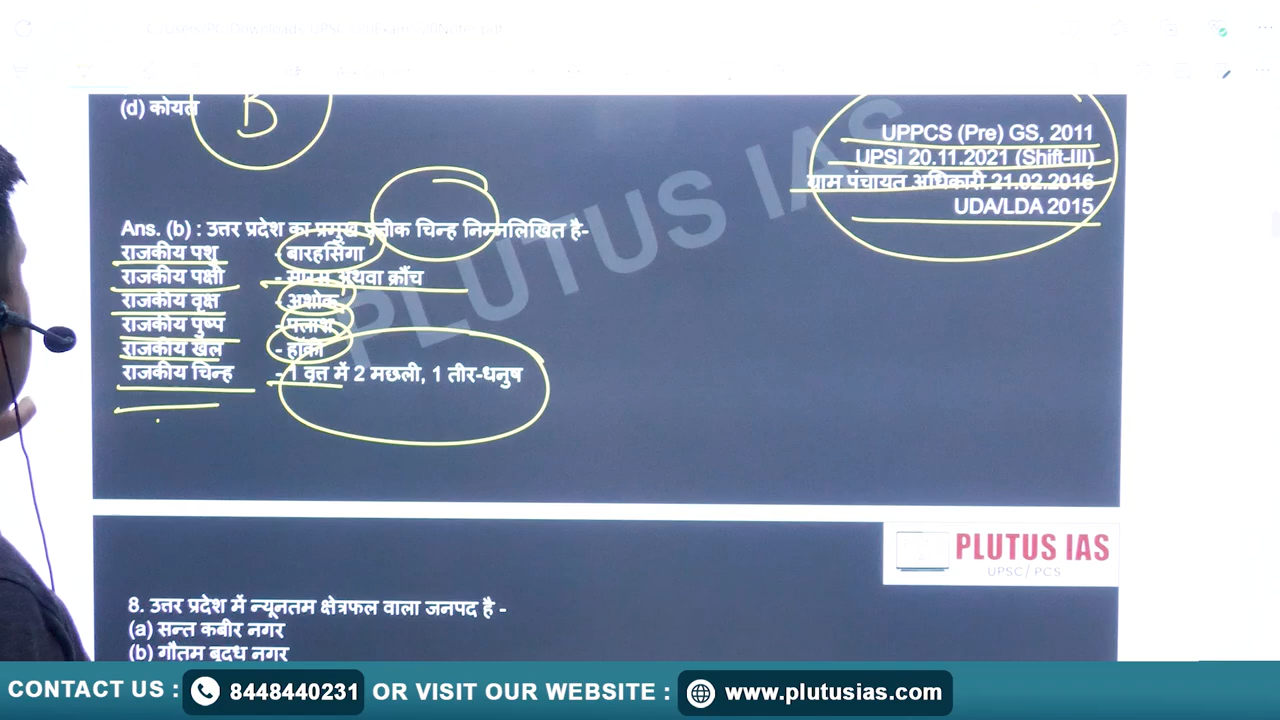 (d) कोयल
B
UPPCS (Pre) GS, 2011
UPSI 20.11.2021 (Shift-III)
ग्राम पंचायत अधिकारी 21.02.2016
UDA/LDA 2015
PLUTUS IAS
Ans. (b) : उत्तर प्रदेश का प्रमुख प्रतीक चिन्ह निम्नलिखित है-
राजकीय पशु - बारहसिंगा
राजकीय पक्षी - सारस अथवा क्रौंच
राजकीय वृक्ष - अशोक
राजकीय पुष्प - पलाश
राजकीय खेल - हॉकी
राजकीय चिन्ह - 1 वृत्त में 2 मछली, 1 तीर-धनुष
PLUTUS IAS
UPSC/PCS
8. उत्तर प्रदेश में न्यूनतम क्षेत्रफल वाला जनपद है -
(a) सन्त कबीर नगर
(b) गौतम बुद्ध नगर
CONTACT US : 8448440231 OR VISIT OUR WEBSITE : www.plutusias.com